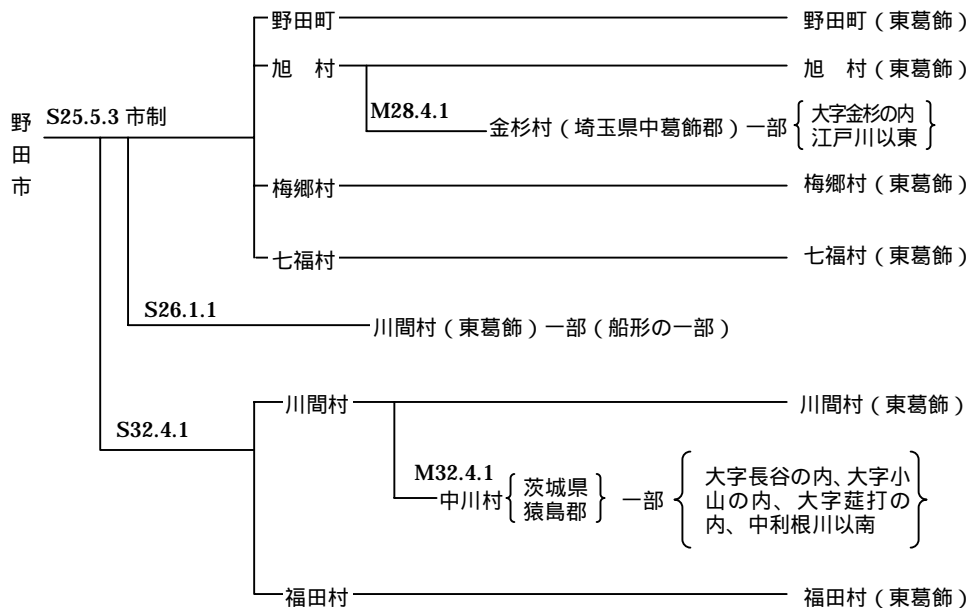 野田町 野田町（東葛飾）
旭　村 旭　村（東葛飾）
S25.5.3 市制
野田市
M28.4.1
金杉村（埼玉県中葛飾郡）一部 大字金杉の内
江戸川以東
梅郷村 梅郷村（東葛飾）
七福村 七福村（東葛飾）
S26.1.1
川間村（東葛飾）一部（船形の一部）
川間村 川間村（東葛飾）
S32.4.1
M32.4.1
中川村 茨城県
猿島郡
一部
大字長谷の内、大字小
山の内、大字莚打の
内、中利根川以南
福田村 福田村（東葛飾）